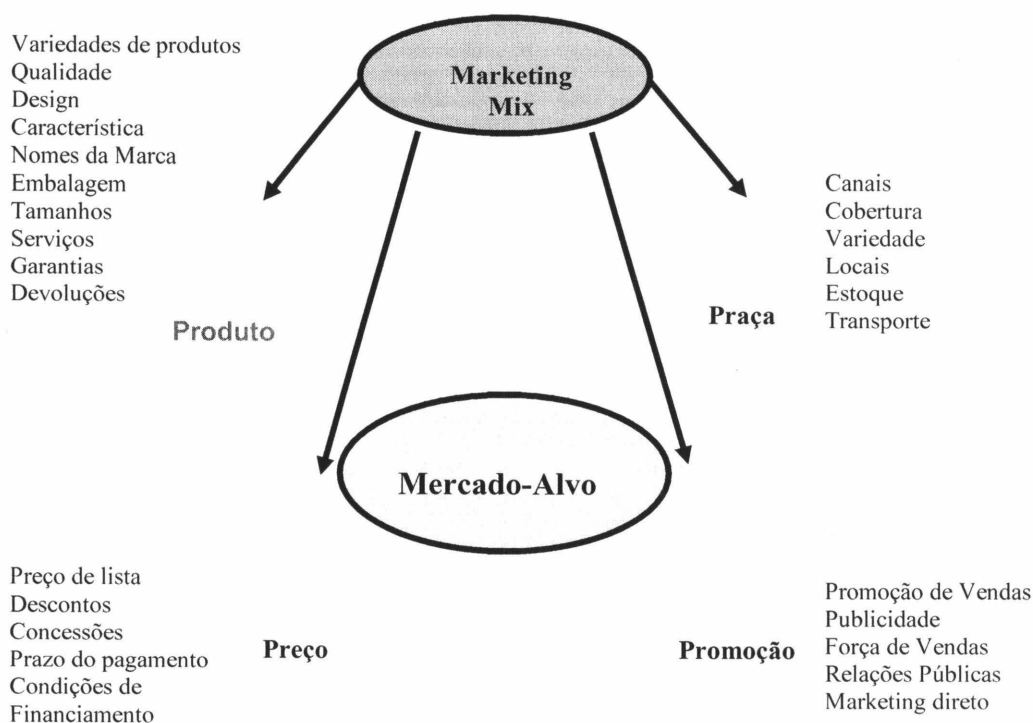 Marketing
Mix
Variedades de produtos
Qualidade
Design
Característica
Nomes da Marca
Embalagem
Tamanhos
Serviços
Garantias
Devoluções
Produto
Canais
Cobertura
Variedade
Locais
Estoque
Transporte
Praça
Mercado-Alvo
Preço de lista
Descontos
Concessões
Prazo do pagamento
Condições de
Financiamento
Preço
Promoção
Promoção de Vendas
Publicidade
Força de Vendas
Relações Públicas
Marketing direto